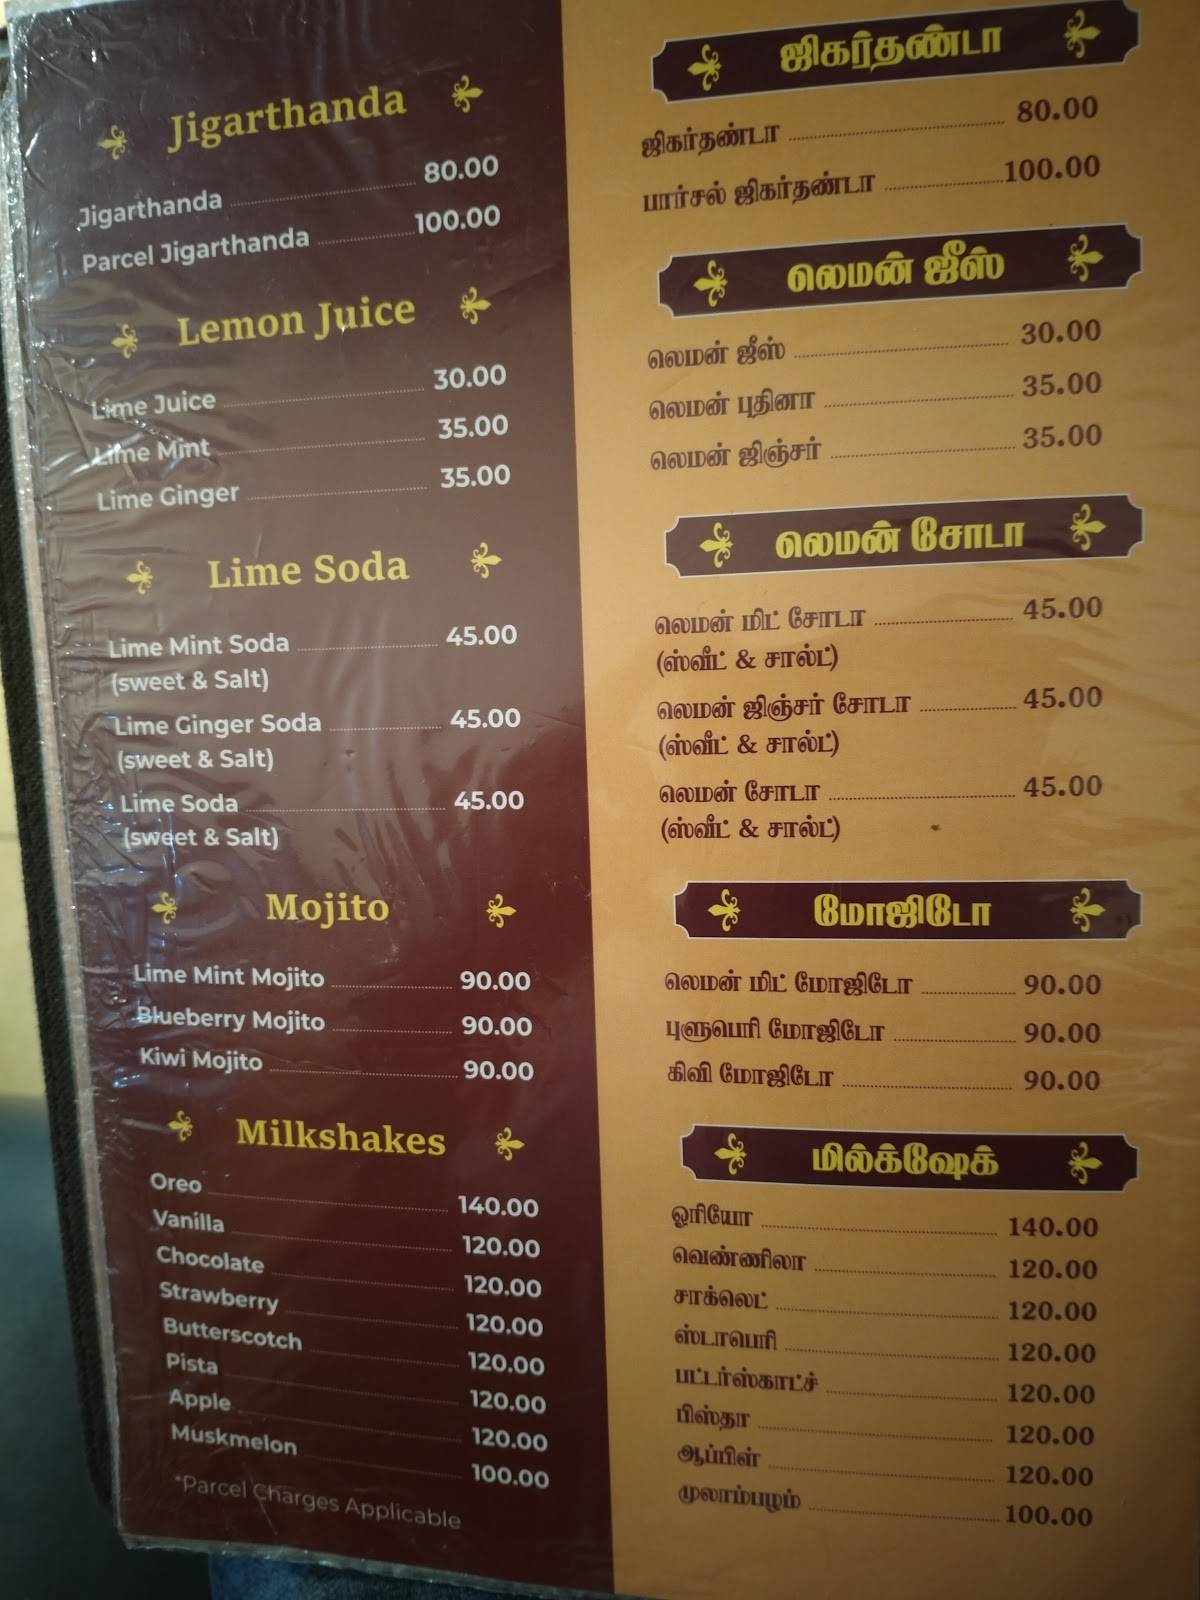 Jigarthanda
Jigarthanda 80.00
Parcel Jigarthanda 100.00
Lemon Juice
Lime Juice 30.00
Lime Mint 35.00
Lime Ginger 35.00
Lime Soda
Lime Mint Soda 45.00
(sweet & Salt)
Lime Ginger Soda 45.00
(sweet & Salt)
Lime Soda 45.00
(sweet & Salt)
Mojito
Lime Mint Mojito 90.00
Blueberry Mojito 90.00
Kiwi Mojito 90.00
Milkshakes
Oreo 140.00
Vanilla 120.00
Chocolate 120.00
Strawberry 120.00
Butterscotch 120.00
Pista 120.00
Apple 120.00
Muskmelon 100.00
*Parcel Charges Applicable
ஜிகர்தண்டா
ஜிகர்தண்டா 80.00
பார்சல் ஜிகர்தண்டா 100.00
லெமன் ஜீஸ்
லெமன் ஜீஸ் 30.00
லெமன் புதினா 35.00
லெமன் ஜிஞ்சர் 35.00
லெமன் சோடா
லெமன் மிட் சோடா 45.00
(ஸ்வீட் & சால்ட்)
லெமன் ஜிஞ்சர் சோடா 45.00
(ஸ்வீட் & சால்ட்)
லெமன் சோடா 45.00
(ஸ்வீட் & சால்ட்)
மோஜிடோ
லெமன் மிட் மோஜிடோ 90.00
புளுபெரி மோஜிடோ 90.00
கிவி மோஜிடோ 90.00
மில்க்ஷேக்
ஓரியோ 140.00
வெண்ணிலா 120.00
சாக்லெட் 120.00
ஸ்டாபெரி 120.00
பட்டர்ஸ்காட்ச் 120.00
பிஸ்தா 120.00
ஆப்பிள் 120.00
முலாம்பழம் 100.00